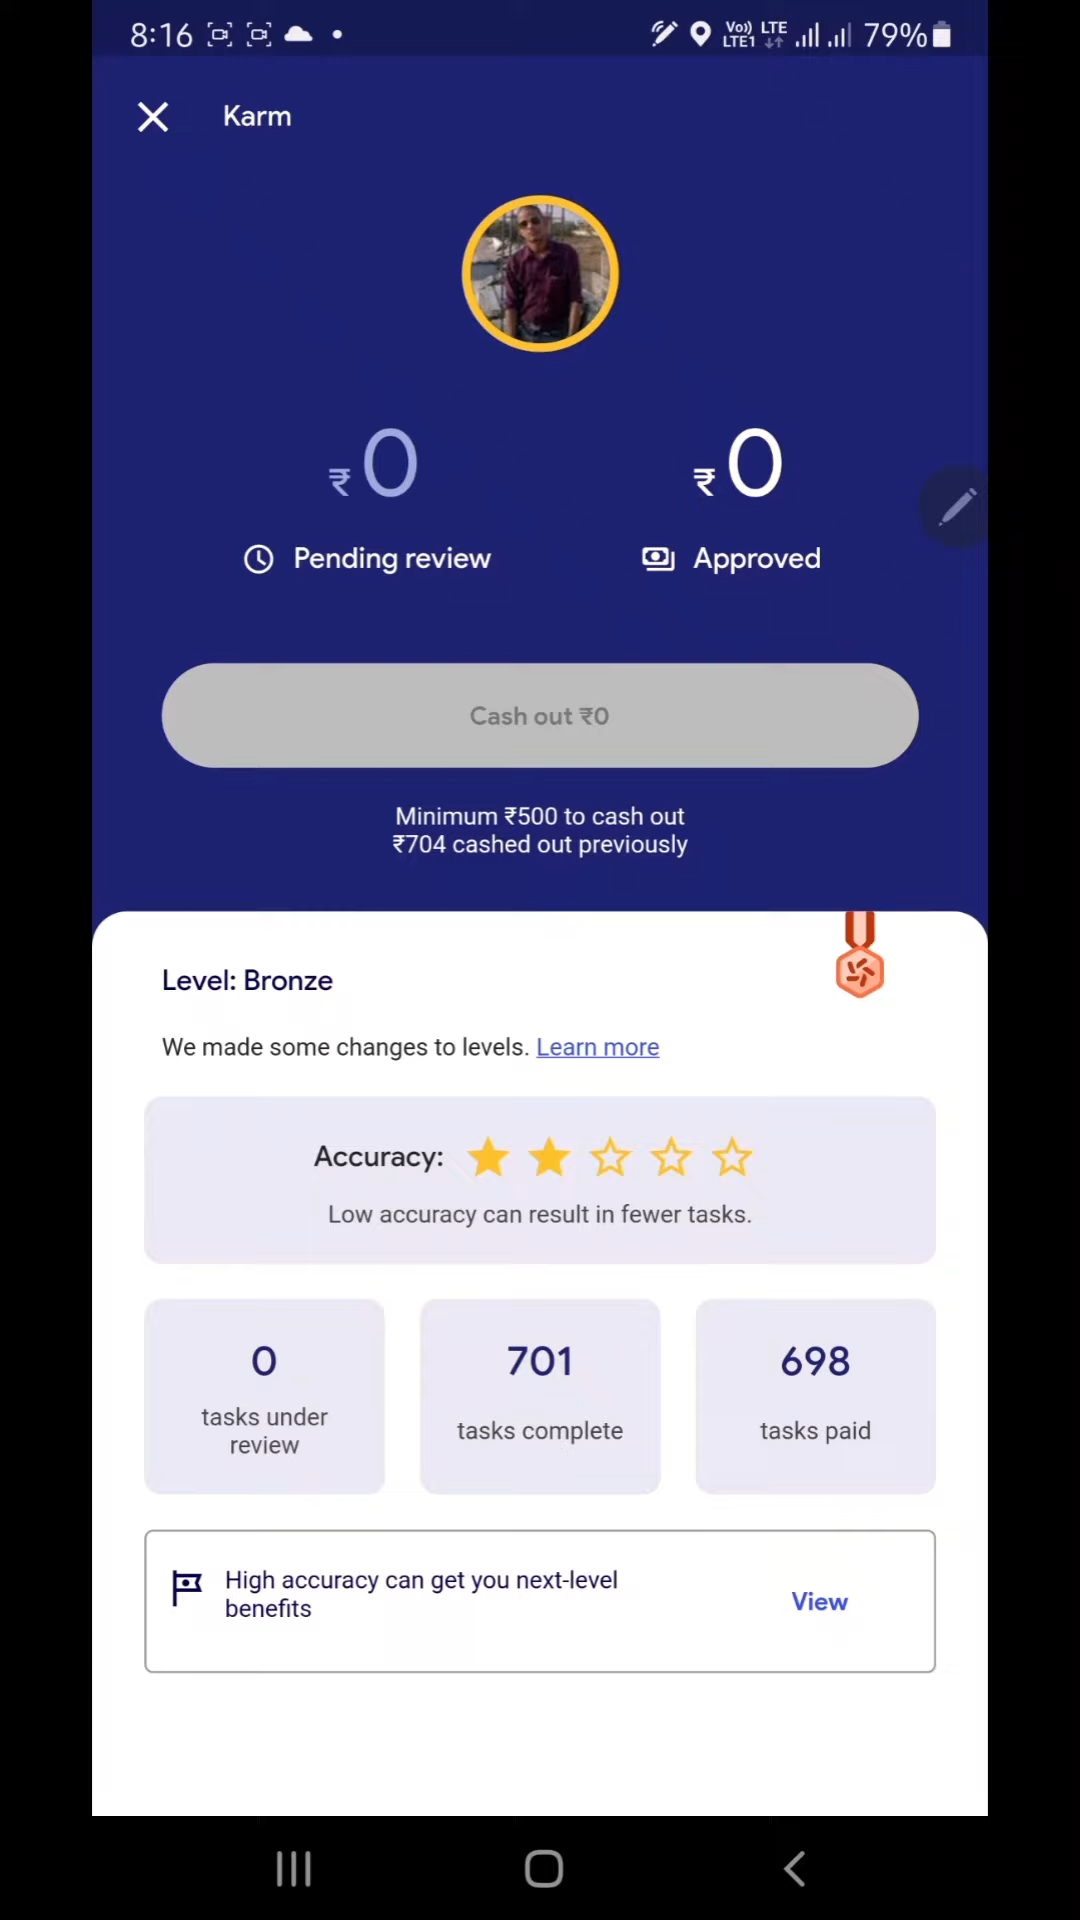 8:16
Vo)) LTE
LTE1
79%
Karm
₹0
₹0
Pending review
Approved
Cash out ₹0
Minimum ₹500 to cash out
₹704 cashed out previously
Level: Bronze
We made some changes to levels. Learn more
Accuracy:
Low accuracy can result in fewer tasks.
0
701
698
tasks under
review
tasks complete
tasks paid
High accuracy can get you next-level
benefits
View